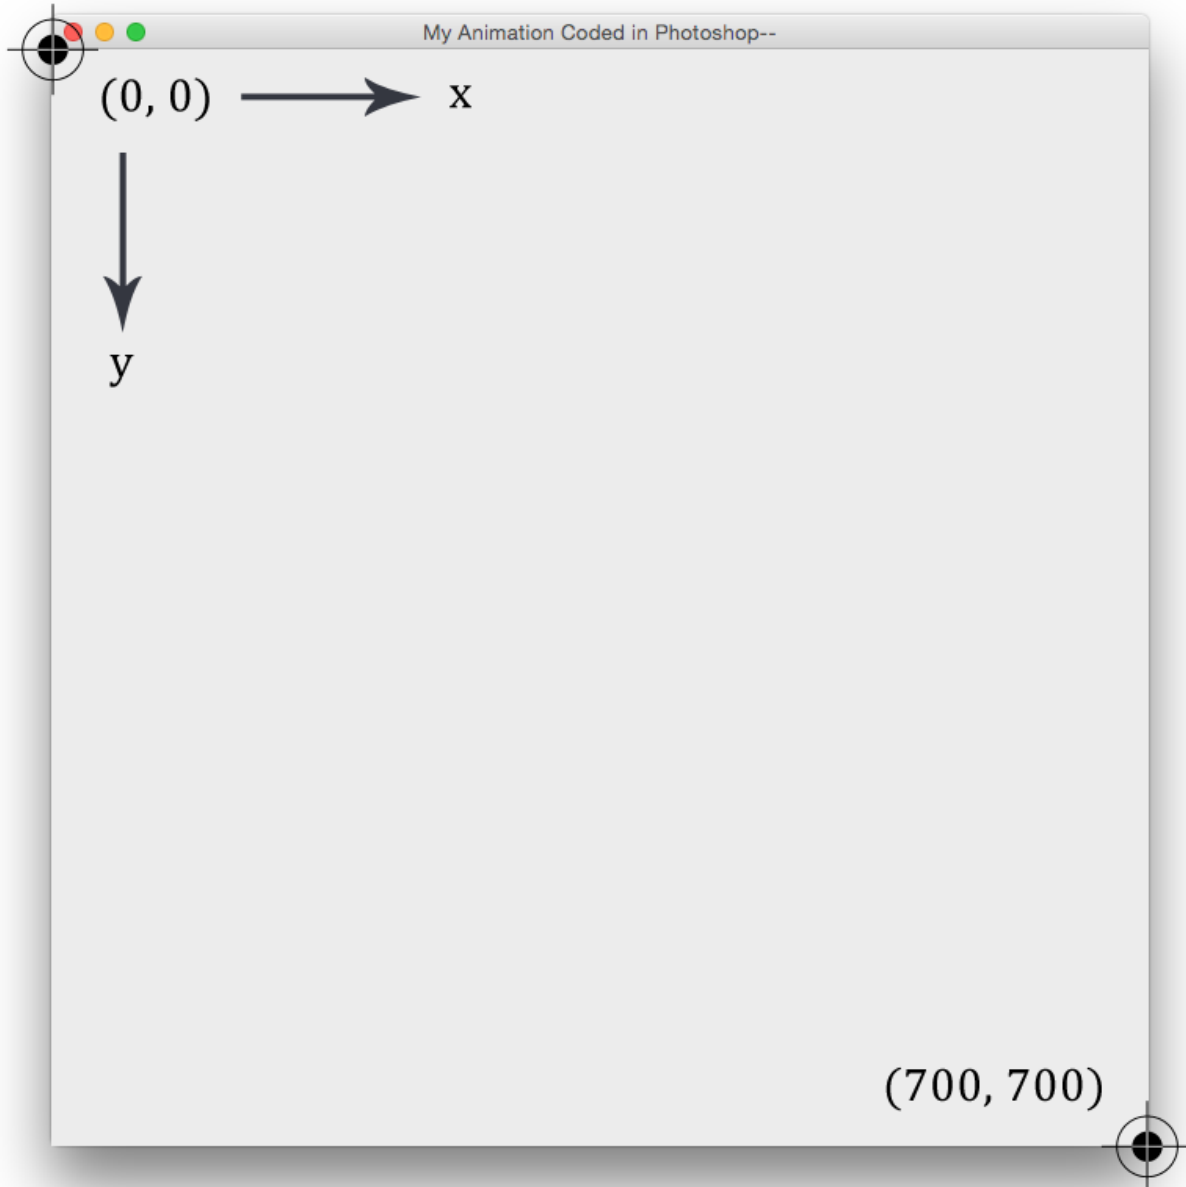 My Animation Coded in Photoshop--
(0, 0) x
y
(700, 700)